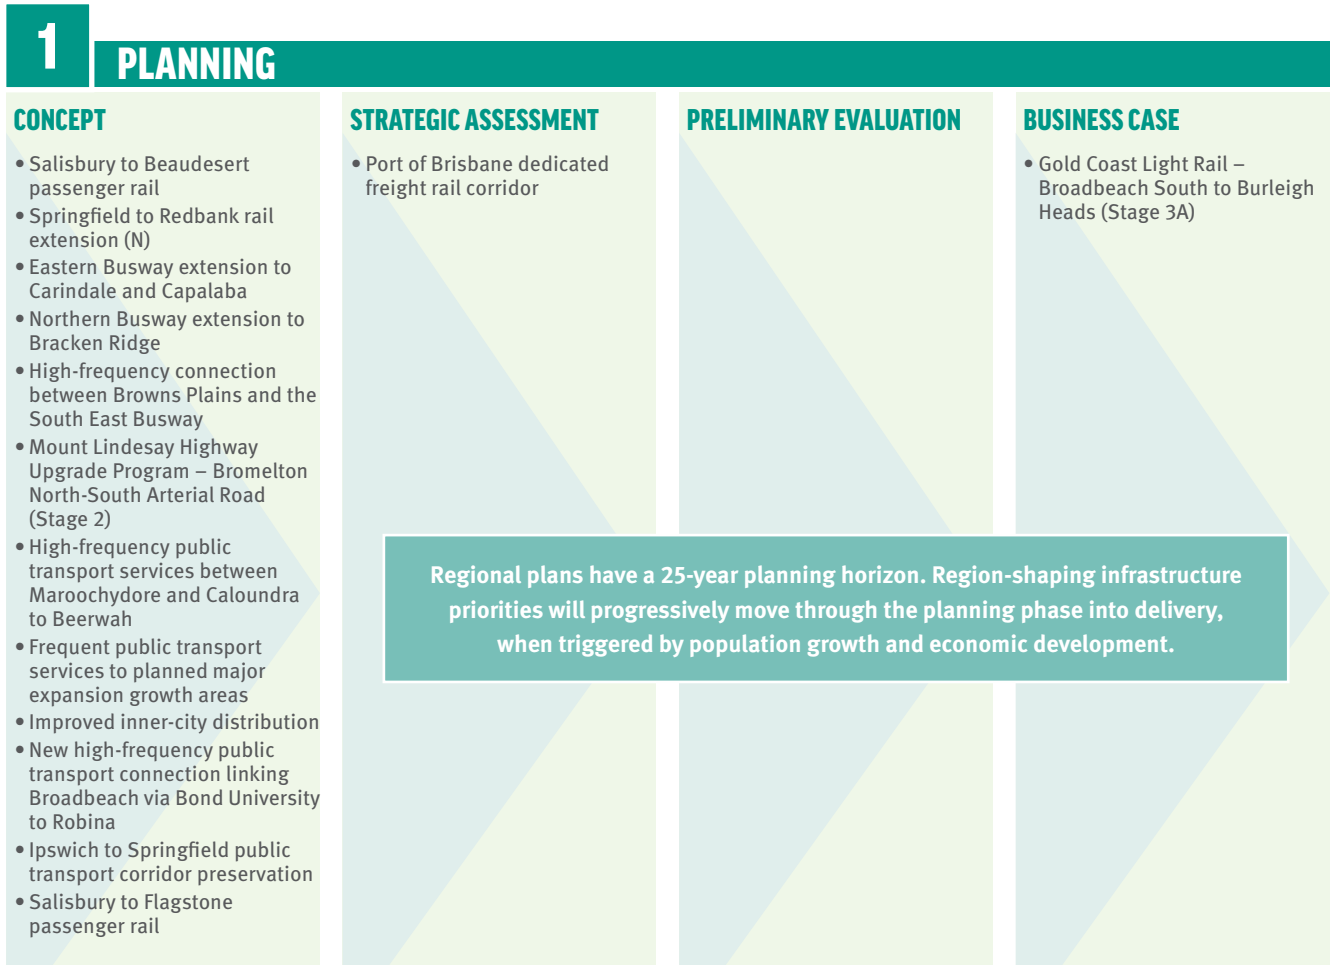 1
PLANNING
CONCEPT
• Salisbury to Beaudesert
passenger rail
• Springfield to Redbank rail
extension (N)
• Eastern Busway extension to
Carindale and Capalaba
• Northern Busway extension to
Bracken Ridge
• High-frequency connection
between Browns Plains and the
South East Busway
• Mount Lindesay Highway
Upgrade Program – Bromelton
North-South Arterial Road
(Stage 2)
• High-frequency public
transport services between
Maroochydore and Caloundra
to Beerwah
• Frequent public transport
services to planned major
expansion growth areas
• Improved inner-city distribution
• New high-frequency public
transport connection linking
Broadbeach via Bond University
to Robina
• Ipswich to Springfield public
transport corridor preservation
• Salisbury to Flagstone
passenger rail
STRATEGIC ASSESSMENT
• Port of Brisbane dedicated
freight rail corridor
PRELIMINARY EVALUATION
BUSINESS CASE
• Gold Coast Light Rail –
Broadbeach South to Burleigh
Heads (Stage 3A)
Regional plans have a 25-year planning horizon. Region-shaping infrastructure
priorities will progressively move through the planning phase into delivery,
when triggered by population growth and economic development.